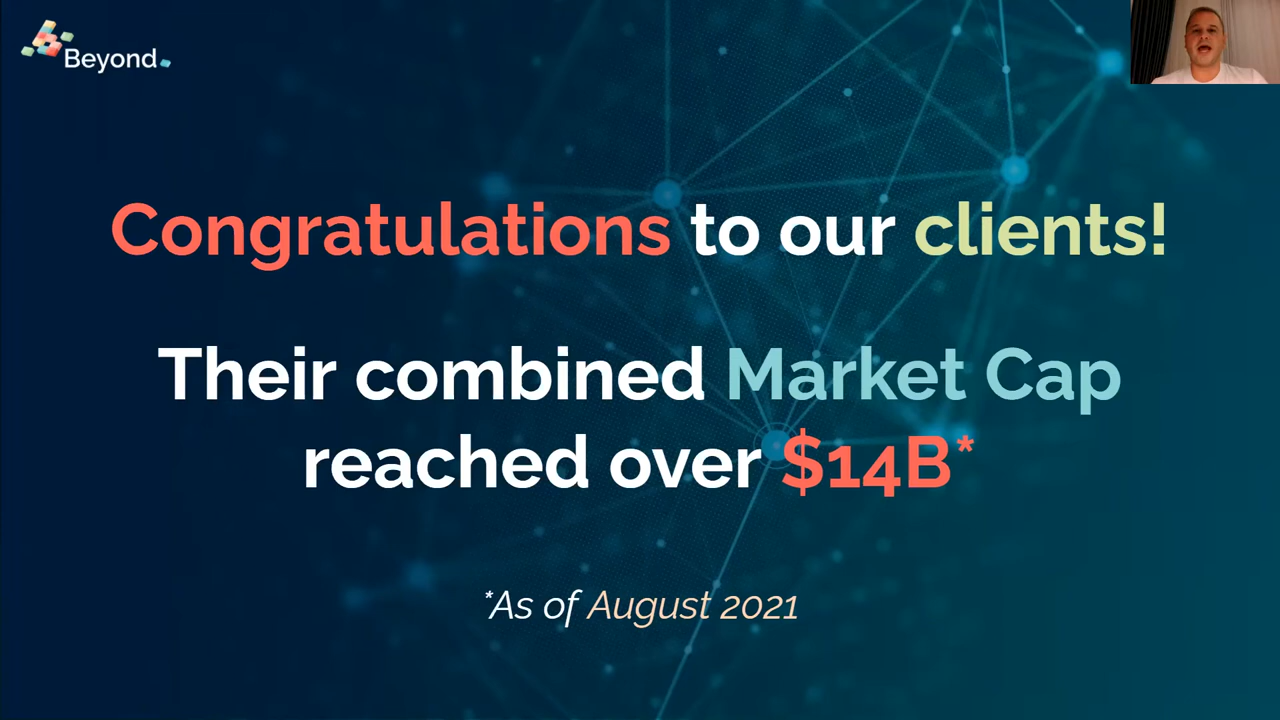 Beyond
Congratulations to our clients!
Their combined Market Cap
reached over $14B*
*As of August 2021